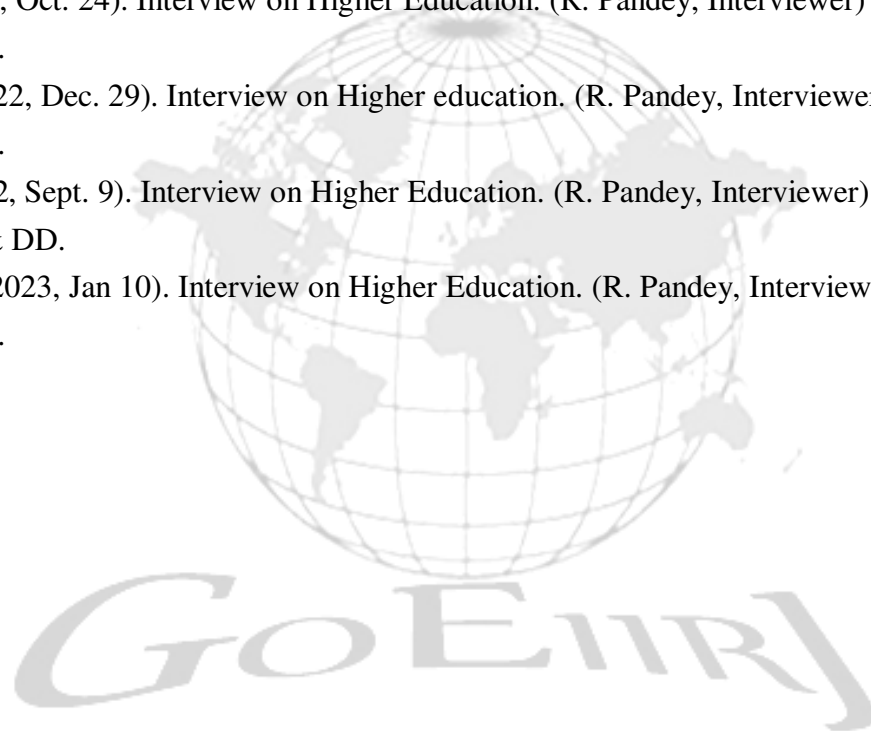 , Oct. 24). Interview on Higher Education. (R. Pandey, Interviewer)
.
22, Dec. 29). Interview on Higher education. (R. Pandey, Interviewer
.
2, Sept. 9). Interview on Higher Education. (R. Pandey, Interviewer)
t DD.
2023, Jan 10). Interview on Higher Education. (R. Pandey, Interview
.
GOEIIRJ